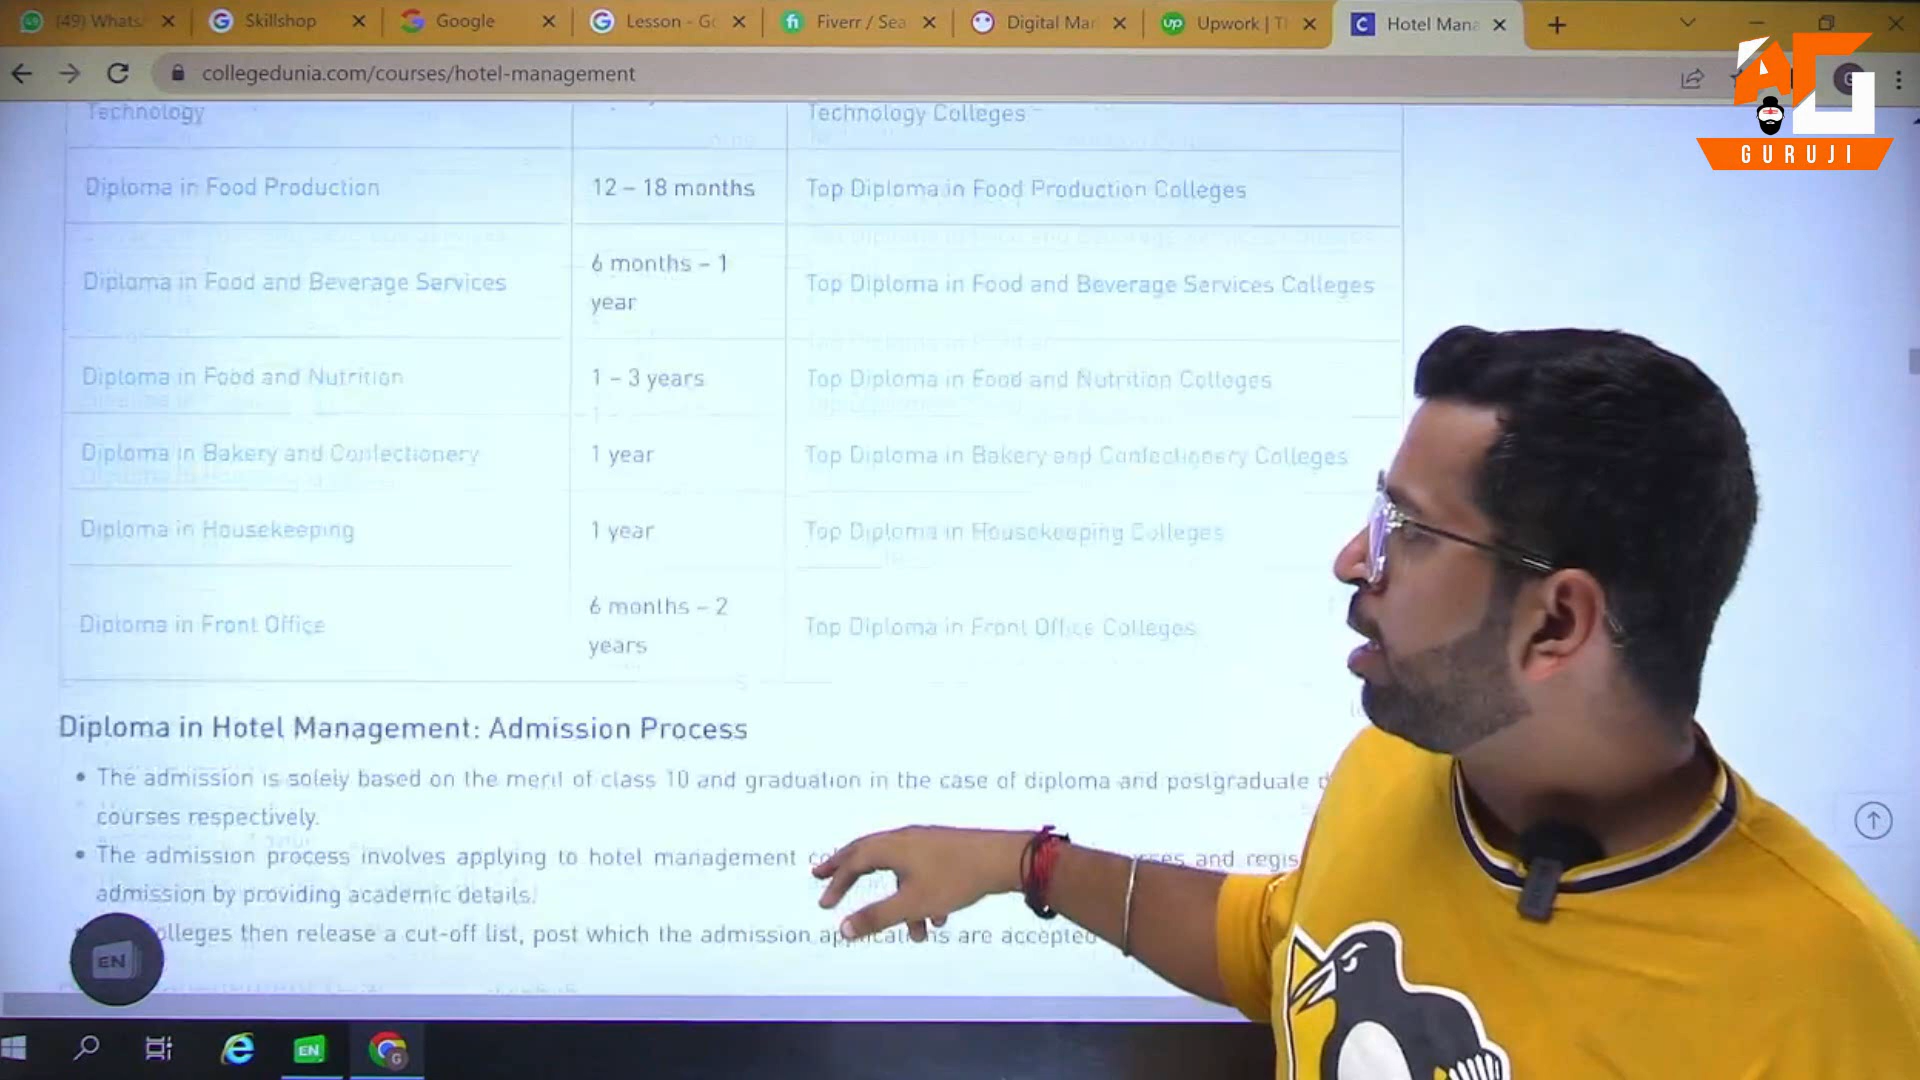 (49) Whats
Skillshop
Google
Lesson - Go
Fiverr / Sea
Digital Mar
Upwork | Th
Hotel Mana
collegedunia.com/courses/hotel-management
GURUJI
Technology
Technology Colleges
Diploma in Food Production
12 – 18 months
Top Diploma in Food Production Colleges
Diploma in Food and Beverage Services
6 months – 1
year
Top Diploma in Food and Beverage Services Colleges
Diploma in Food and Nutrition
1 – 3 years
Top Diploma in Food and Nutrition Colleges
Diploma in Bakery and Confectionery
1 year
Top Diploma in Bakery and Confectionery Colleges
Diploma in Housekeeping
1 year
Top Diploma in Housekeeping Colleges
Diploma in Front Office
6 months – 2
years
Top Diploma in Front Office Colleges
Diploma in Hotel Management: Admission Process
The admission is solely based on the merit of class 10 and graduation in the case of diploma and postgraduate
courses respectively.
The admission process involves applying to hotel management and
admission by providing academic details.
colleges then release a cut-off list, post which the admission applications are accepted
EN
EN